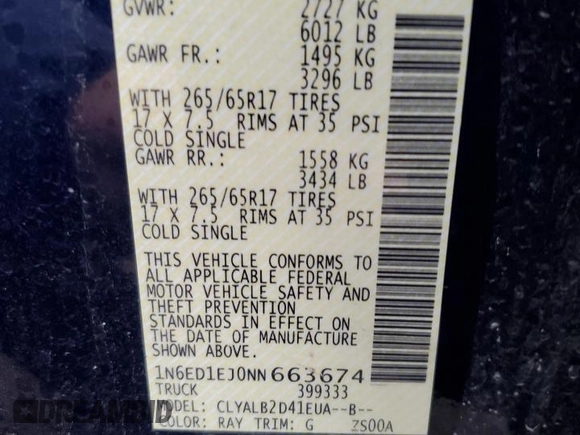 GVWR: 2727 KG
6012 LB
GAWR FR.: 1495 KG
3296 LB
WITH 265/65R17 TIRES
17 X 7.5 RIMS AT 35 PSI
COLD SINGLE
GAWR RR.: 1558 KG
3434 LB
WITH 265/65R17 TIRES
17 X 7.5 RIMS AT 35 PSI
COLD SINGLE
THIS VEHICLE CONFORMS TO
ALL APPLICABLE FEDERAL
MOTOR VEHICLE SAFETY AND
THEFT PREVENTION
STANDARDS IN EFFECT ON
THE DATE OF MANUFACTURE
SHOWN ABOVE.
1N6ED1EJ0NN663674
TRUCK 399333
MODEL: CLYALB2D41EUA--B--
COLOR: RAY TRIM: G ZS00A